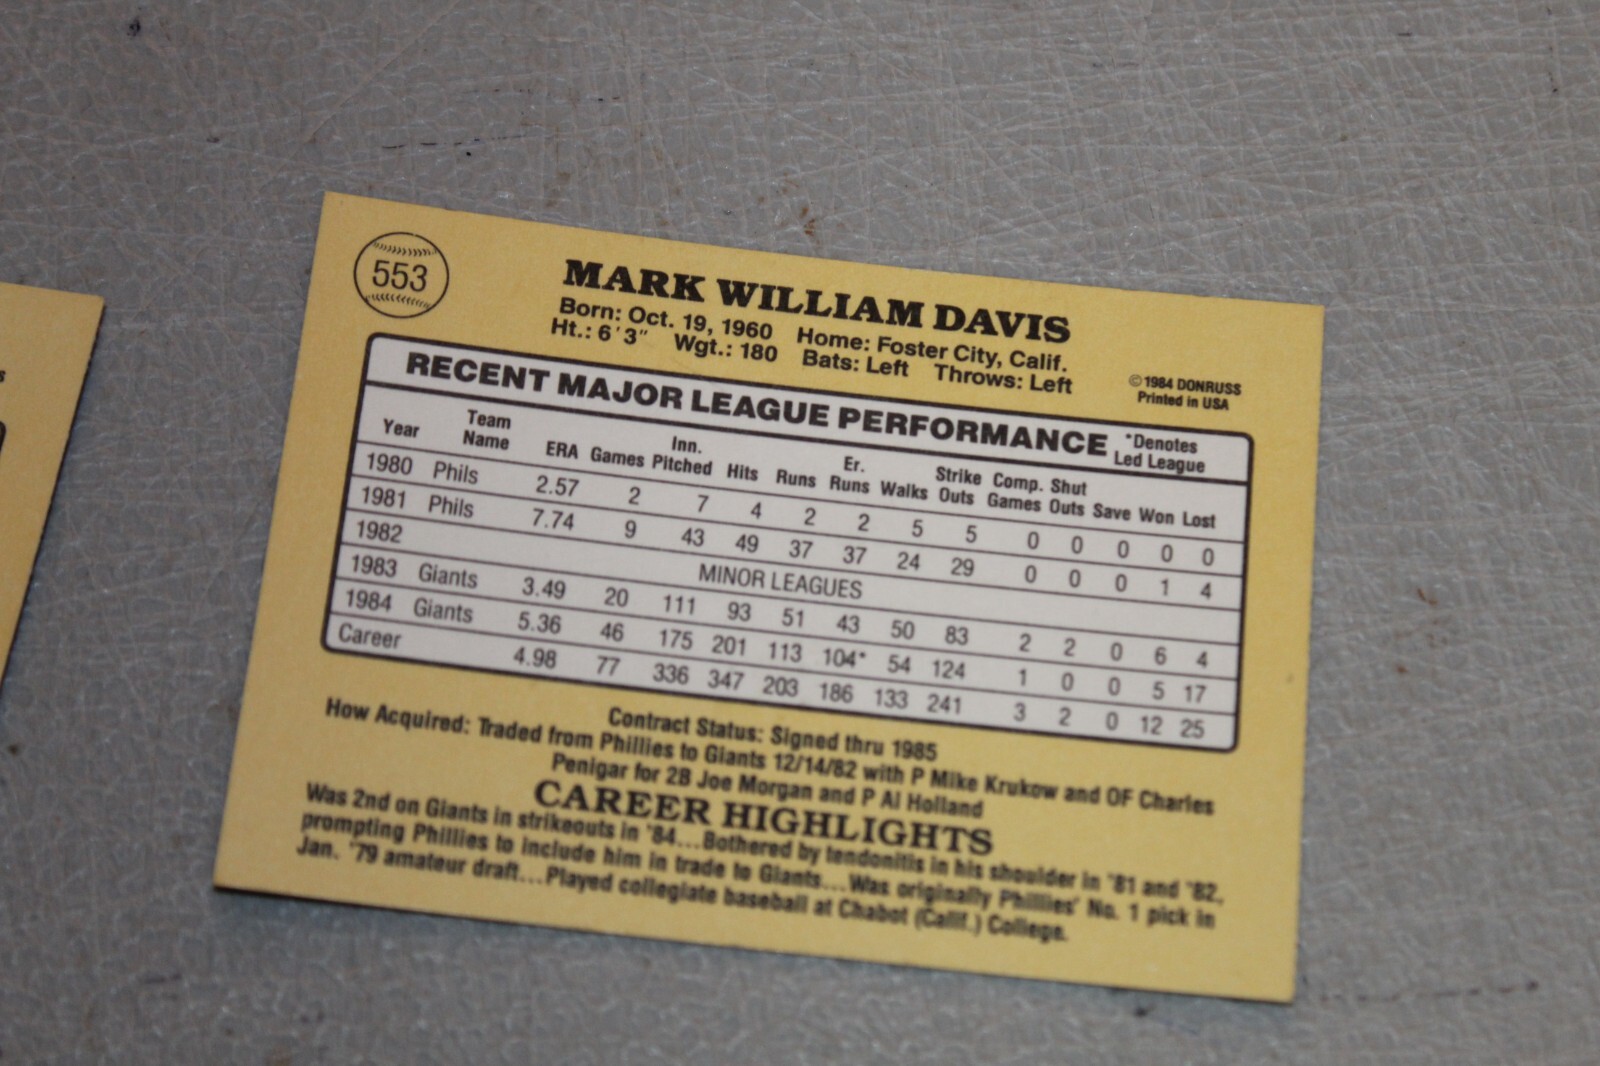 553
MARK WILLIAM DAVIS
Born: Oct. 19, 1960 Home: Foster City, Calif.
Ht.: 6'3" Wgt.: 180 Bats: Left Throws: Left
©1984 DONRUSS
Printed in USA
RECENT MAJOR LEAGUE PERFORMANCE *Denotes Led League
Year Team Name ERA Games Inn. Pitched Hits Runs Er. Runs Walks Strike Outs Comp. Games Shut Outs Save Won Lost
1980 Phils 2.57 2 7 4 2 2 5 5 0 0 0 0 0
1981 Phils 7.74 9 43 49 37 37 24 29 0 0 0 1 4
1982 MINOR LEAGUES
1983 Giants 3.49 20 111 93 51 43 50 83 2 2 0 6 4
1984 Giants 5.36 46 175 201 113 104* 54 124 1 0 0 5 17
Career 4.98 77 336 347 203 186 133 241 3 2 0 12 25
Contract Status: Signed thru 1985
How Acquired: Traded from Phillies to Giants 12/14/82 with P Mike Krukow and OF Charles
Penigar for 2B Joe Morgan and P Al Holland
CAREER HIGHLIGHTS
Was 2nd on Giants in strikeouts in '84...Bothered by tendonitis in his shoulder in '81 and '82,
prompting Phillies to include him in trade to Giants...Was originally Phillies' No. 1 pick in
Jan. '79 amateur draft...Played collegiate baseball at Chabot (Calif.) College.
s